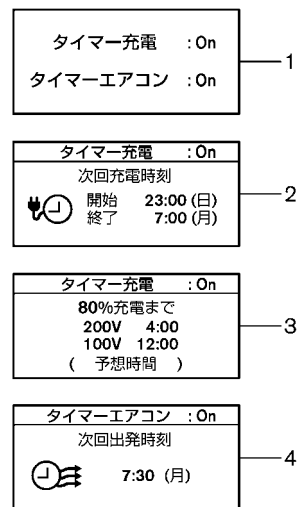 タイマー充電 : On
タイマーエアコン : On
1
タイマー充電 : On
次回充電時刻
開始 23:00 (日)
終了 7:00 (月)
2
タイマー充電 : On
80%充電まで
200V 4:00
100V 12:00
( 予想時間 )
3
タイマーエアコン : On
次回出発時刻
7:30 (月)
4